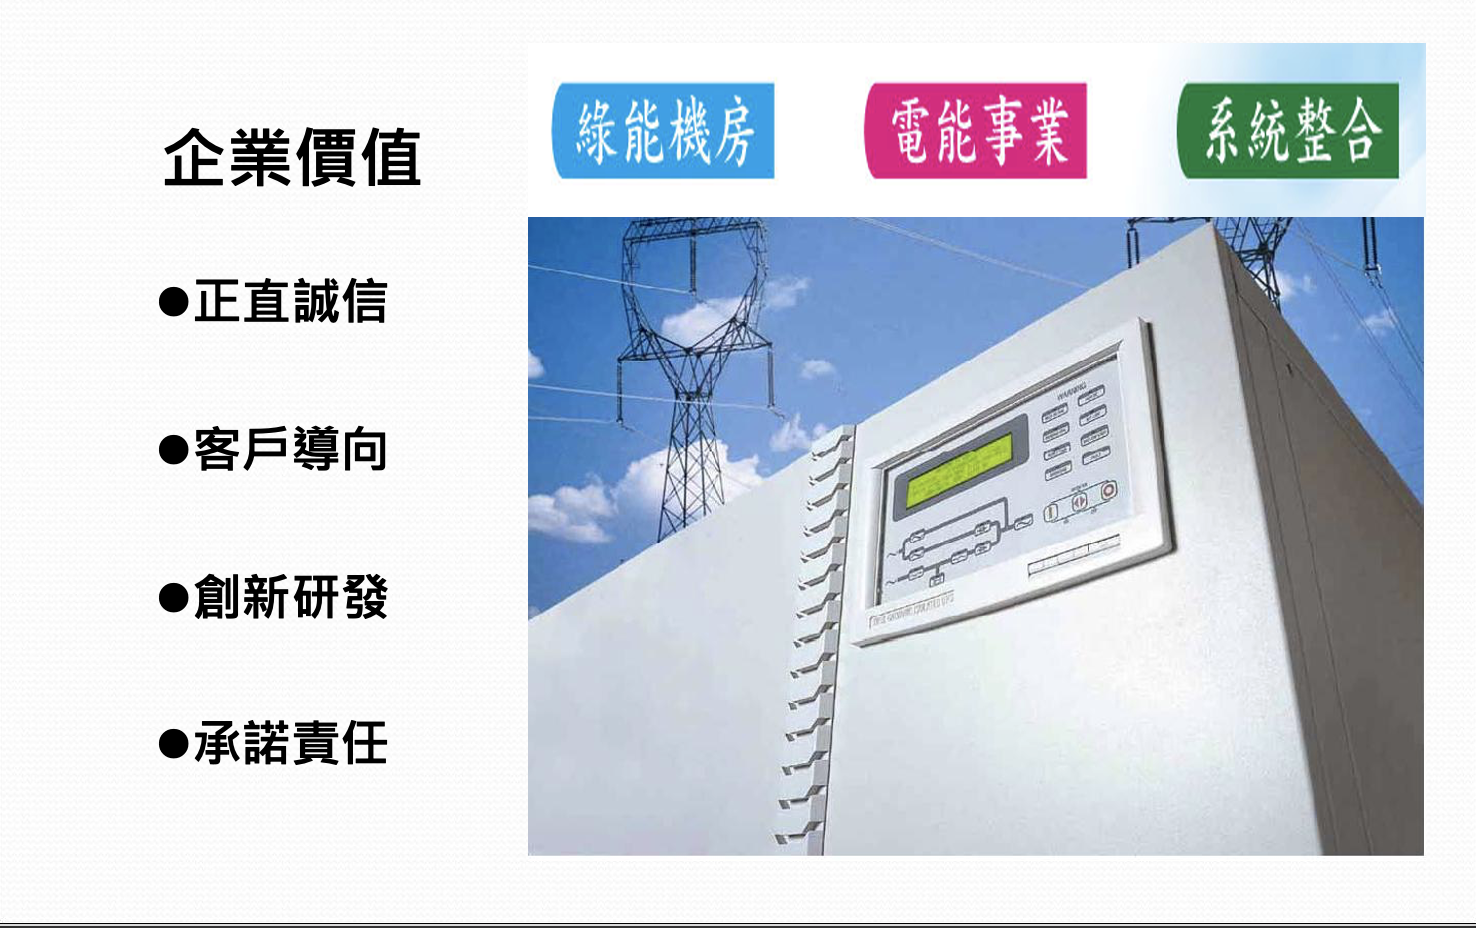 企業價值
●正直誠信
●客戶導向
●創新研發
●承諾責任
綠能機房
電能事業
系統整合